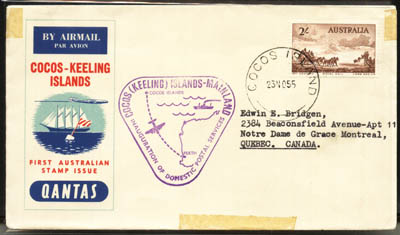 BY AIRMAIL
PAR AVION
COCOS-KEELING
ISLANDS
FIRST AUSTRALIAN
STAMP ISSUE
QANTAS
COCOS (KEELING) ISLANDS-MAINLAND
COCOS ISLANDS
PERTH
INAUGURATION OF DOMESTIC POSTAL SERVICES
2/- AUSTRALIA
COCOS ISLAND
23NO55
Edwin E. Bridgen,
2384 Beaconsfield Avenue-Apt 11
Notre Dame de Grace Montreal,
QUEBEC. CANADA.